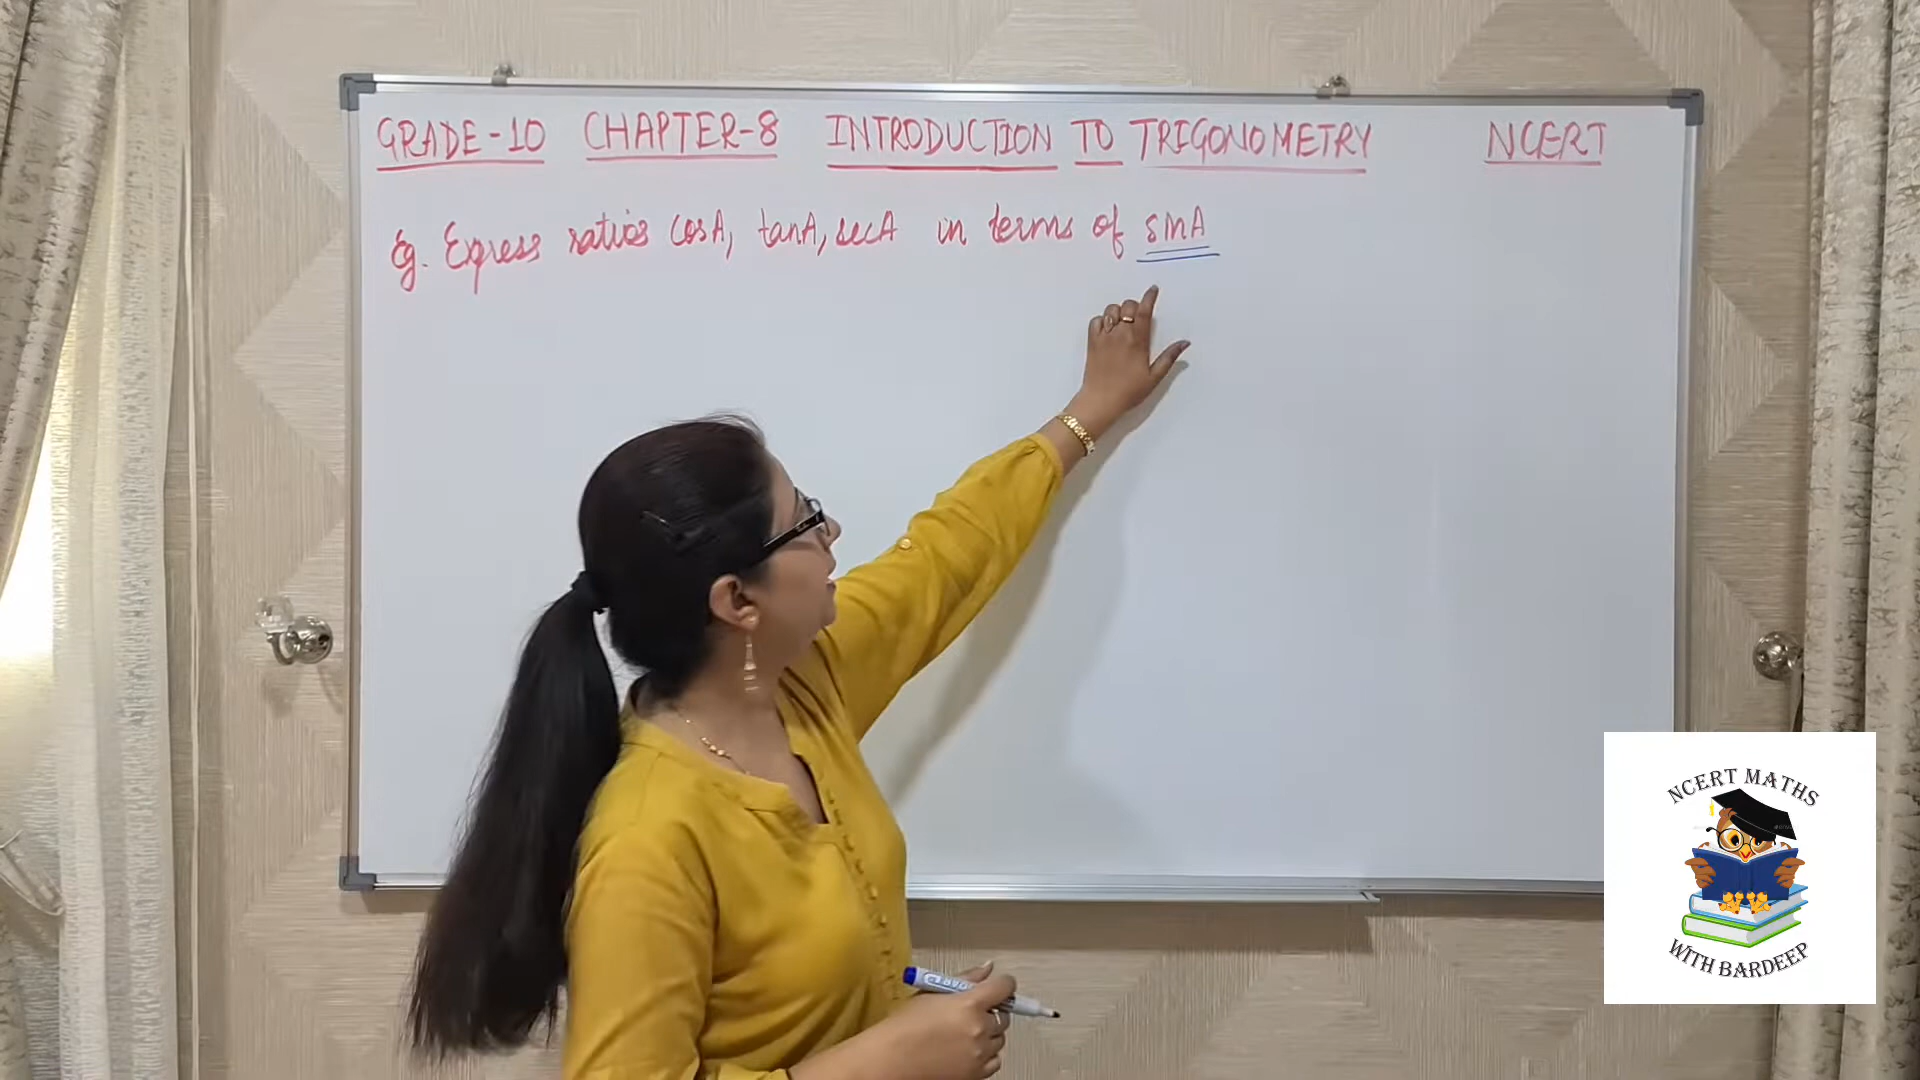 GRADE-10 CHAPTER-8 INTRODUCTION TO TRIGONOMETRY NCERT
Eg. Express ratios cosA, tanA, secA in terms of sinA
NCERT MATHS
WITH BARDEEP